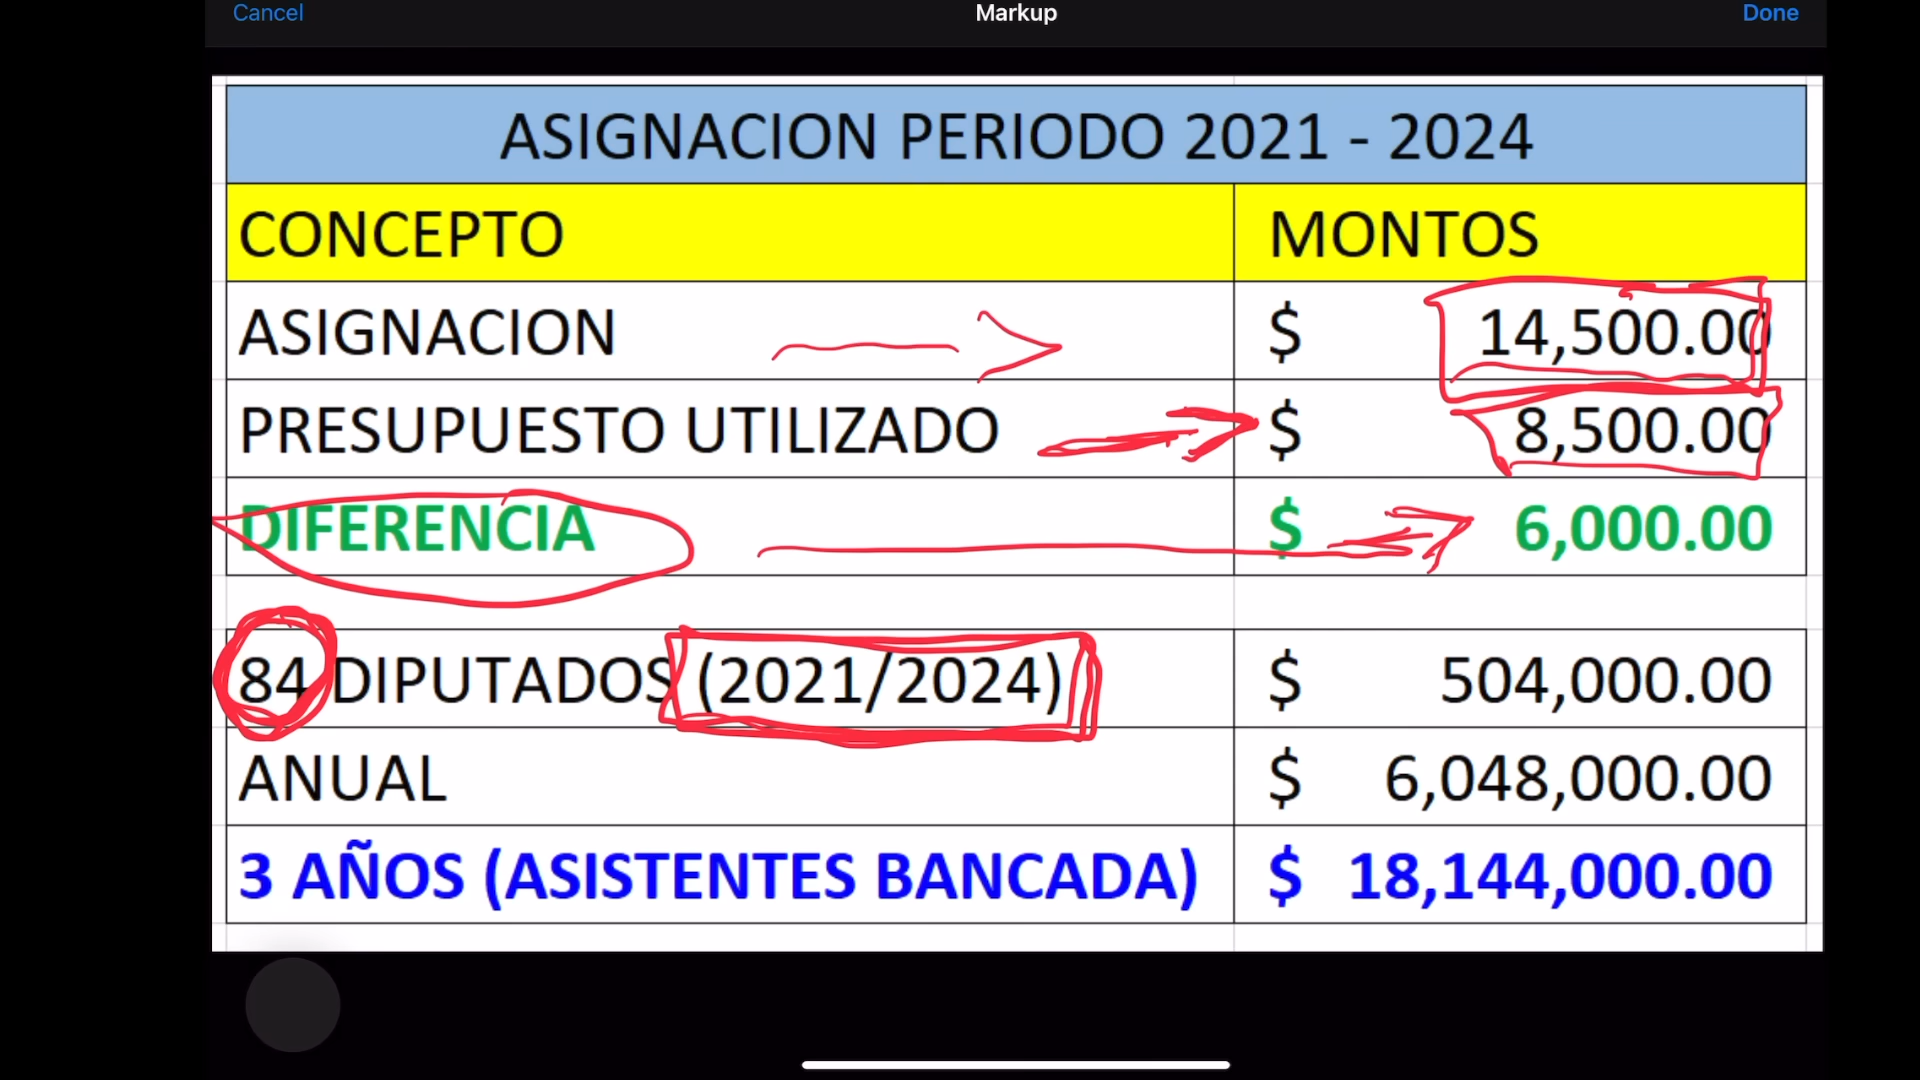 Cancel Markup Done
ASIGNACION PERIODO 2021 - 2024
CONCEPTO MONTOS
ASIGNACION $ 14,500.00
PRESUPUESTO UTILIZADO $ 8,500.00
DIFERENCIA $ 6,000.00
84 DIPUTADOS (2021/2024) $ 504,000.00
ANUAL $ 6,048,000.00
3 AÑOS (ASISTENTES BANCADA) $ 18,144,000.00